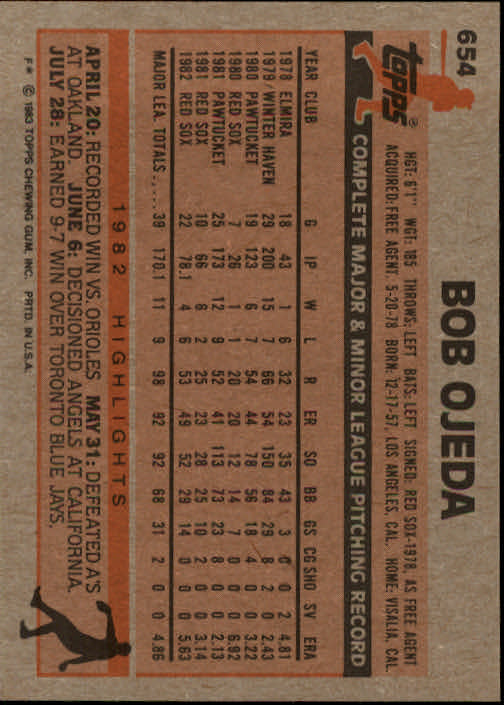 654
BOB OJEDA
TOPPS®
HGT: 6'1" WGT: 185 THROWS: LEFT BATS: LEFT SIGNED: RED SOX-1978, AS FREE AGENT
ACQUIRED: FREE AGENT, 5-20-78 BORN: 12-17-57, LOS ANGELES, CAL. HOME: VISALIA, CAL.
COMPLETE MAJOR & MINOR LEAGUE PITCHING RECORD
YEAR CLUB G IP W L R ER SO BB GS CG SHO SV ERA
1978 ELMIRA 18 43 1 6 32 23 35 43 3 0 0 2 4.81
1979 WINTER HAVEN 29 200 15 7 66 54 150 84 29 8 2 0 2.43
1980 PAWTUCKET 19 123 6 7 54 44 78 56 18 4 0 0 3.22
1980 RED SOX 7 26 1 1 20 20 12 14 7 0 0 0 6.92
1981 PAWTUCKET 25 173 12 9 52 41 113 73 23 8 0 0 2.13
1981 RED SOX 10 66 6 2 25 23 28 25 10 2 0 0 3.14
1982 RED SOX 22 78.1 4 6 53 49 52 29 14 0 0 0 5.63
MAJOR LEA. TOTALS.... 39 170.1 11 9 98 92 92 68 31 2 0 0 4.86
1982 HIGHLIGHTS
APRIL 20: RECORDED WIN VS. ORIOLES MAY 31: DEFEATED A'S
AT OAKLAND. JUNE 6: DECISIONED ANGELS AT CALIFORNIA.
JULY 28: EARNED 9-7 WIN OVER TORONTO BLUE JAYS.
F* © 1983 TOPPS CHEWING GUM, INC. PRTD. IN U.S.A.